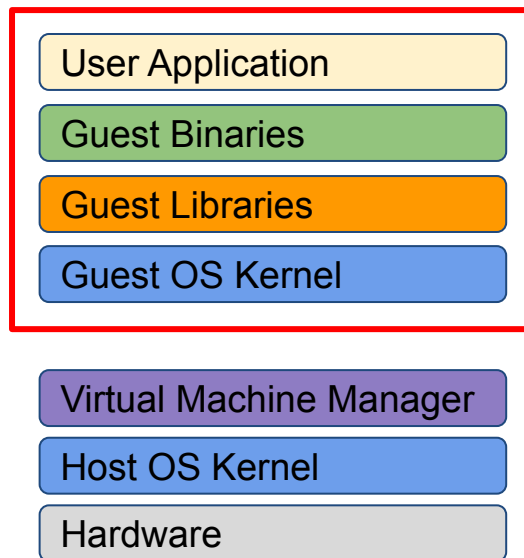 User Application
Guest Binaries
Guest Libraries
Guest OS Kernel
Virtual Machine Manager
Host OS Kernel
Hardware